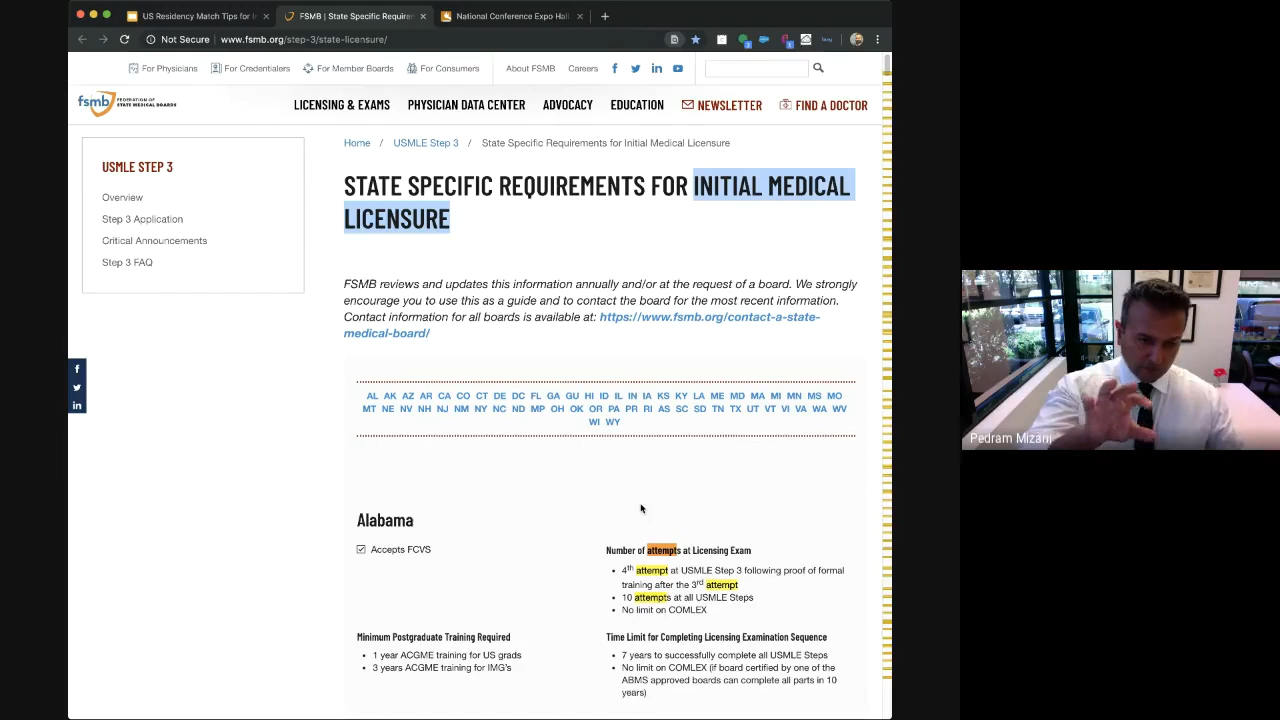 US Residency Match Tips for I
FSMB | State Specific Requirem
National Conference Expo Hall
Not Secure | www.fsmb.org/step-3/state-licensure/
For Physicians
For Credentialers
For Member Boards
For Consumers
About FSMB
Careers
fsmb FEDERATION OF
STATE MEDICAL BOARDS
LICENSING & EXAMS
PHYSICIAN DATA CENTER
ADVOCACY
EDUCATION
NEWSLETTER
FIND A DOCTOR
USMLE STEP 3
Overview
Step 3 Application
Critical Announcements
Step 3 FAQ
Home / USMLE Step 3 / State Specific Requirements for Initial Medical Licensure
STATE SPECIFIC REQUIREMENTS FOR INITIAL MEDICAL
LICENSURE
FSMB reviews and updates this information annually and/or at the request of a board. We strongly
encourage you to use this as a guide and to contact the board for the most recent information.
Contact information for all boards is available at: https://www.fsmb.org/contact-a-state-
medical-board/
AL AK AZ AR CA CO CT DE DC FL GA GU HI ID IL IN IA KS KY LA ME MD MA MI MN MS MO
MT NE NV NH NJ NM NY NC ND MP OH OK OR PA PR RI AS SC SD TN TX UT VT VI VA WA WV
WI WY
Alabama
Accepts FCVS
Number of attempts at Licensing Exam
4th attempt at USMLE Step 3 following proof of formal
training after the 3rd attempt
10 attempts at all USMLE Steps
No limit on COMLEX
Minimum Postgraduate Training Required
1 year ACGME training for US grads
3 years ACGME training for IMG's
Time Limit for Completing Licensing Examination Sequence
7 years to successfully complete all USMLE Steps
No limit on COMLEX (if board certified by one of the
ABMS approved boards can complete all parts in 10
years)
Pedram Mizani